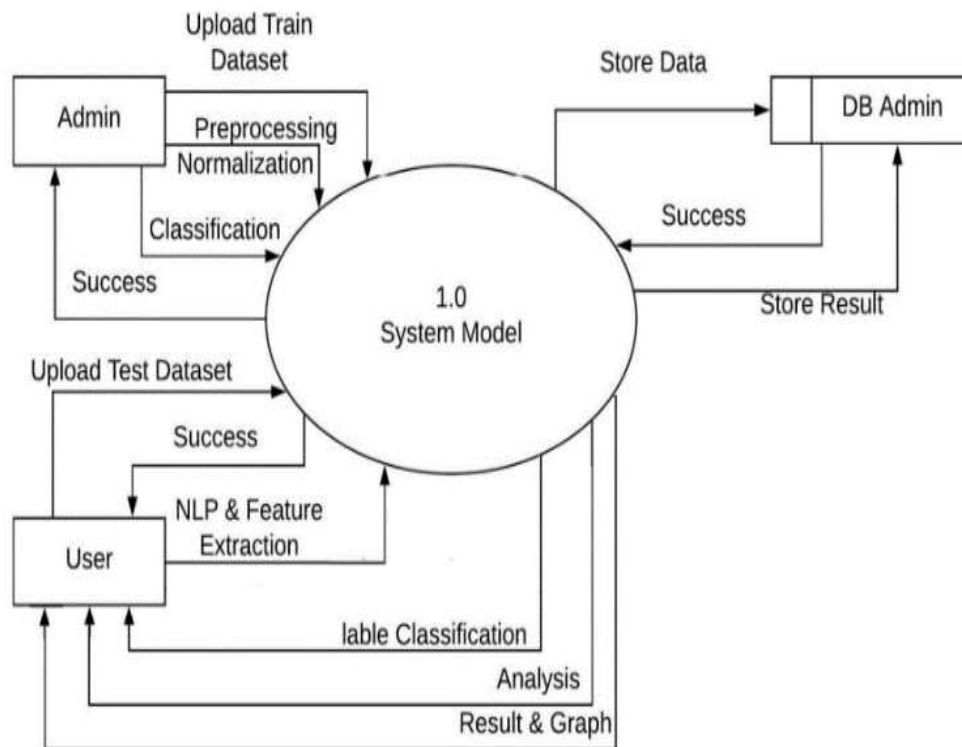 Upload Train
Dataset
Store Data
Admin
DB Admin
Preprocessing
Normalization
Classification
Success
Success
1.0
System Model
Store Result
Upload Test Dataset
Success
NLP & Feature
Extraction
User
lable Classification
Analysis
Result & Graph